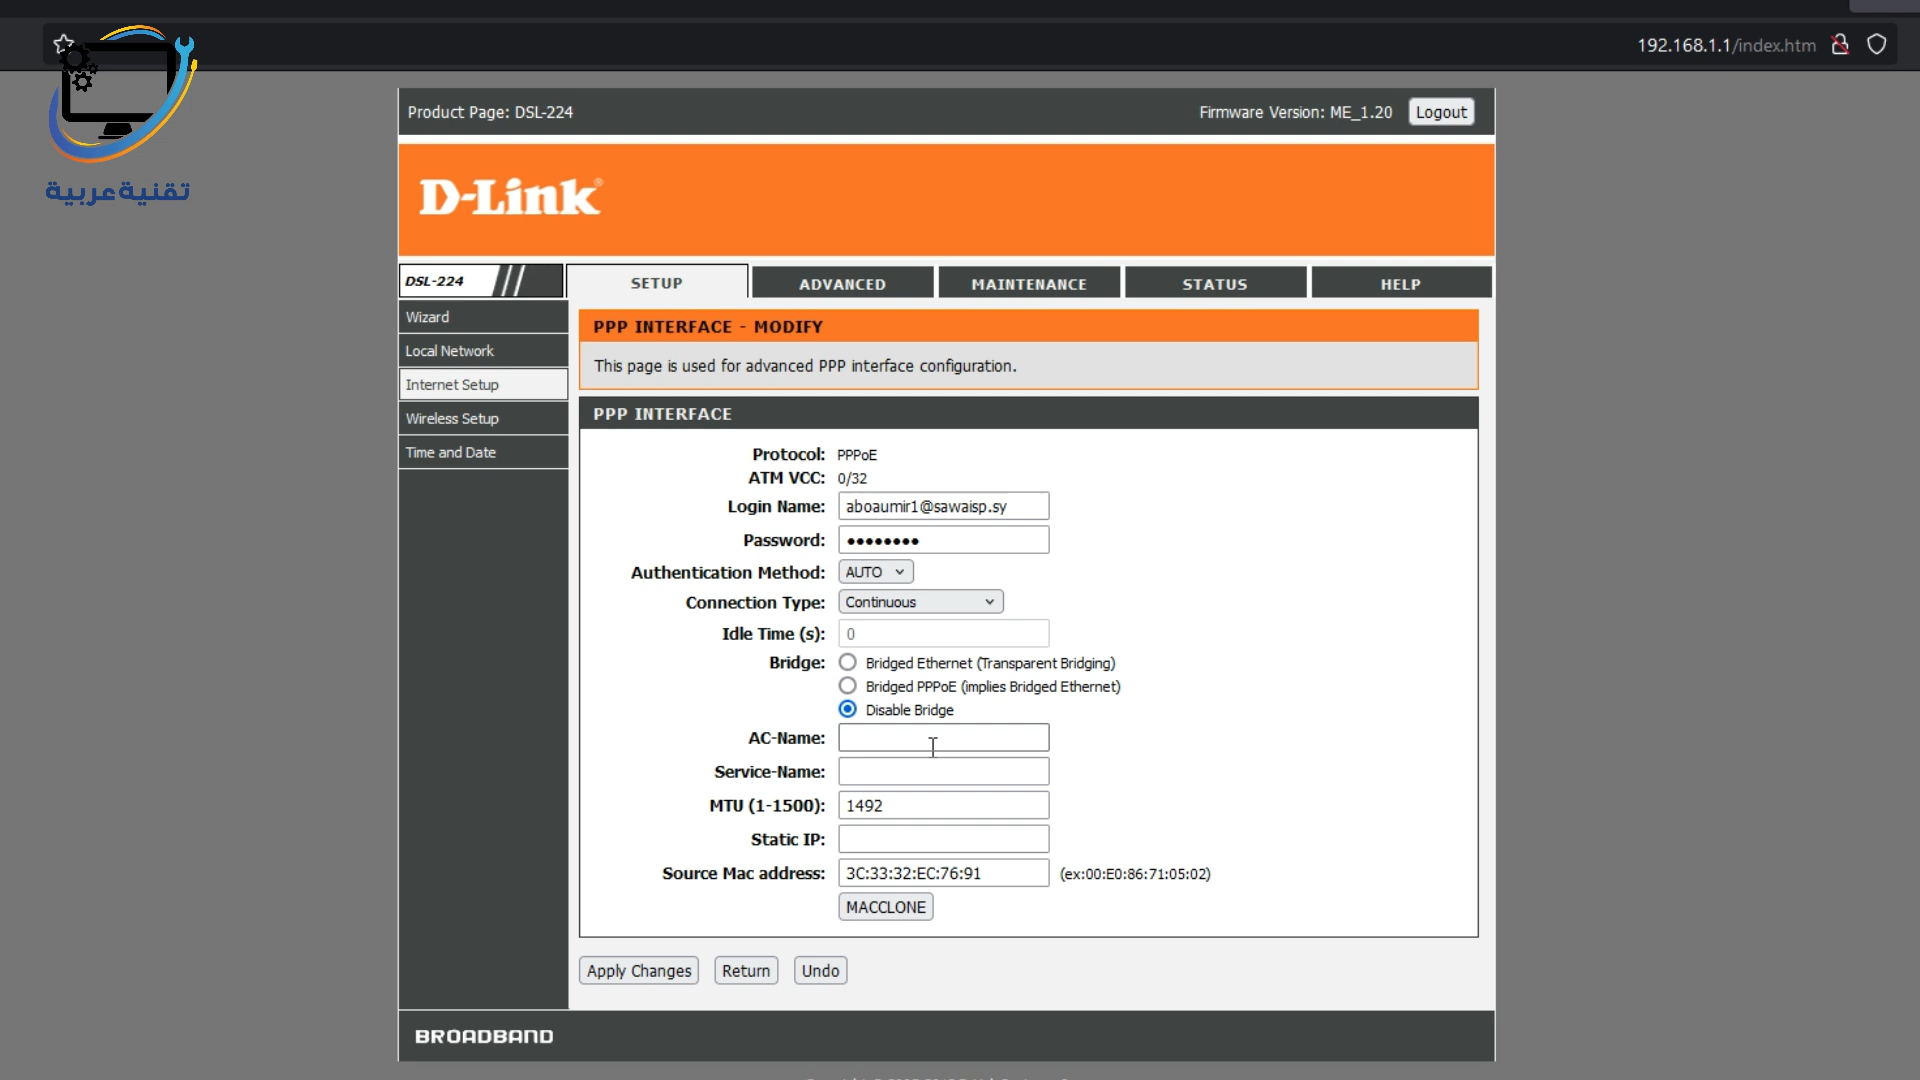 192.168.1.1/index.htm
تقنية عربية
Product Page: DSL-224
Firmware Version: ME_1.20
Logout
D-Link®
DSL-224
SETUP
ADVANCED
MAINTENANCE
STATUS
HELP
Wizard
Local Network
Internet Setup
Wireless Setup
Time and Date
PPP INTERFACE - MODIFY
This page is used for advanced PPP interface configuration.
PPP INTERFACE
Protocol: PPPoE
ATM VCC: 0/32
Login Name: aboaumir1@sawaisp.sy
Password: ••••••••
Authentication Method: AUTO
Connection Type: Continuous
Idle Time (s): 0
Bridge: Bridged Ethernet (Transparent Bridging)
Bridged PPPoE (implies Bridged Ethernet)
Disable Bridge
AC-Name:
Service-Name:
MTU (1-1500): 1492
Static IP:
Source Mac address: 3C:33:32:EC:76:91 (ex:00:E0:86:71:05:02)
MACCLONE
Apply Changes
Return
Undo
BROADBAND